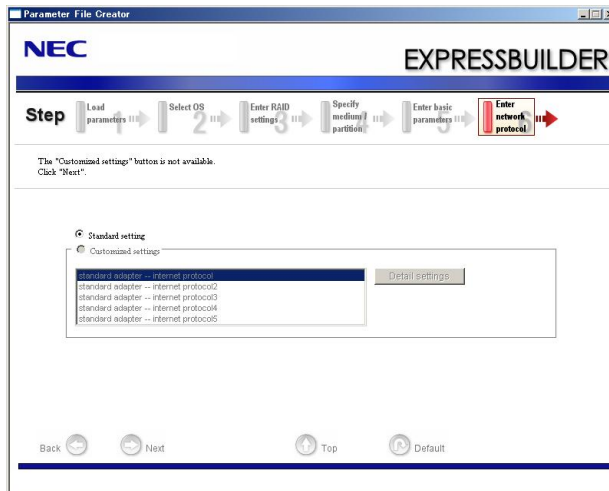 Parameter File Creator
NEC
EXPRESSBUILDER
Step
Load
parameters
1
Select OS
2
Enter RAID
settings
3
Specify
medium /
partition
4
Enter basic
parameters
5
Enter
network
protocol
6
The "Customized settings" button is not available.
Click "Next".
Standard setting
Customized settings
standard adapter -- internet protocol
standard adapter -- internet protocol2
standard adapter -- internet protocol3
standard adapter -- internet protocol4
standard adapter -- internet protocol5
Detail settings
Back
Next
Top
Default